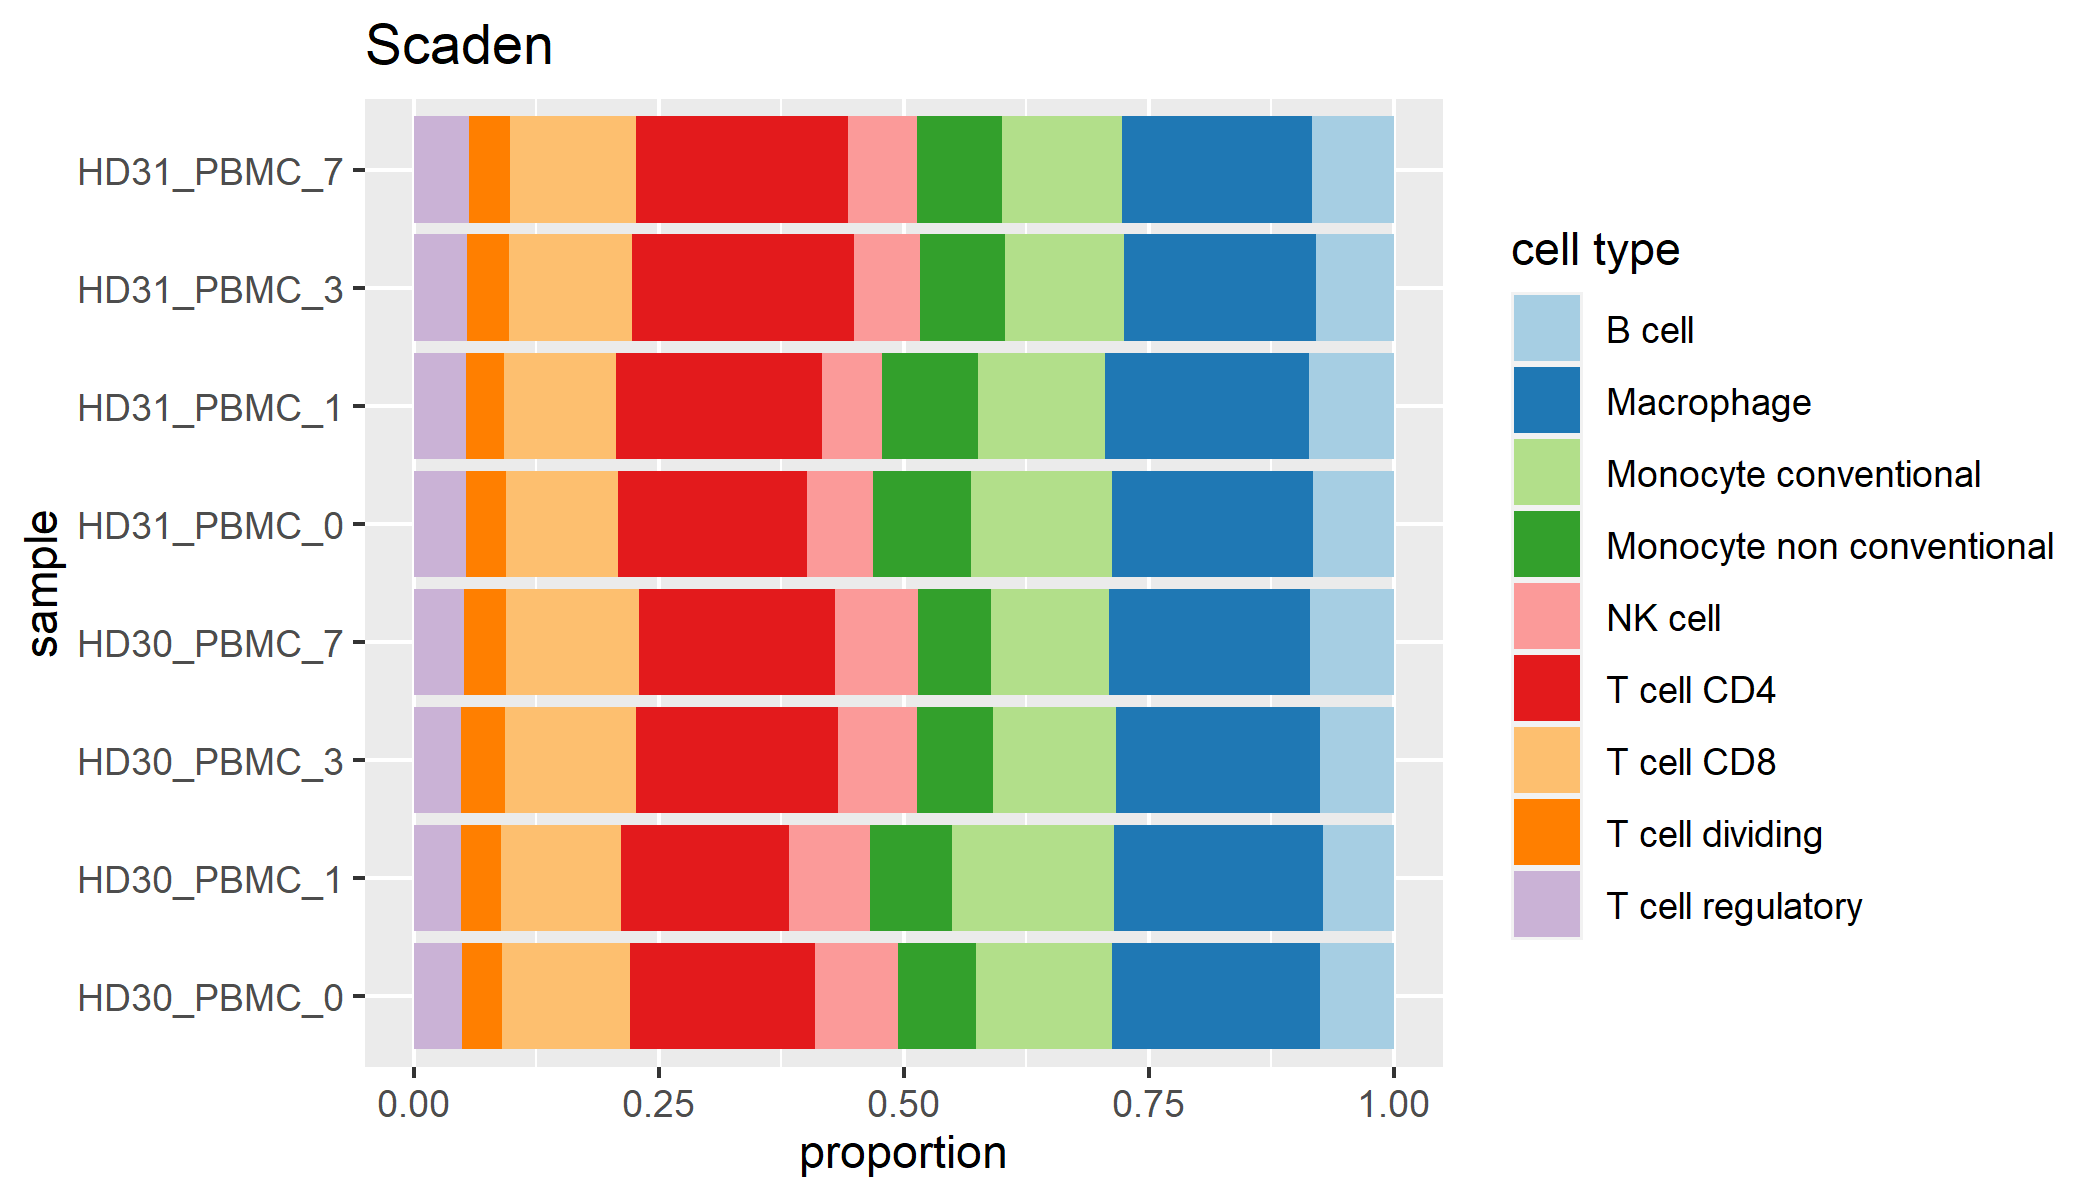 Scaden
HD31_PBMC_7
HD31_PBMC_3
HD31_PBMC_1
HD31_PBMC_0
HD30_PBMC_7
HD30_PBMC_3
HD30_PBMC_1
HD30_PBMC_0
sample
0.00 0.25 0.50 0.75 1.00
proportion
cell type
B cell
Macrophage
Monocyte conventional
Monocyte non conventional
NK cell
T cell CD4
T cell CD8
T cell dividing
T cell regulatory